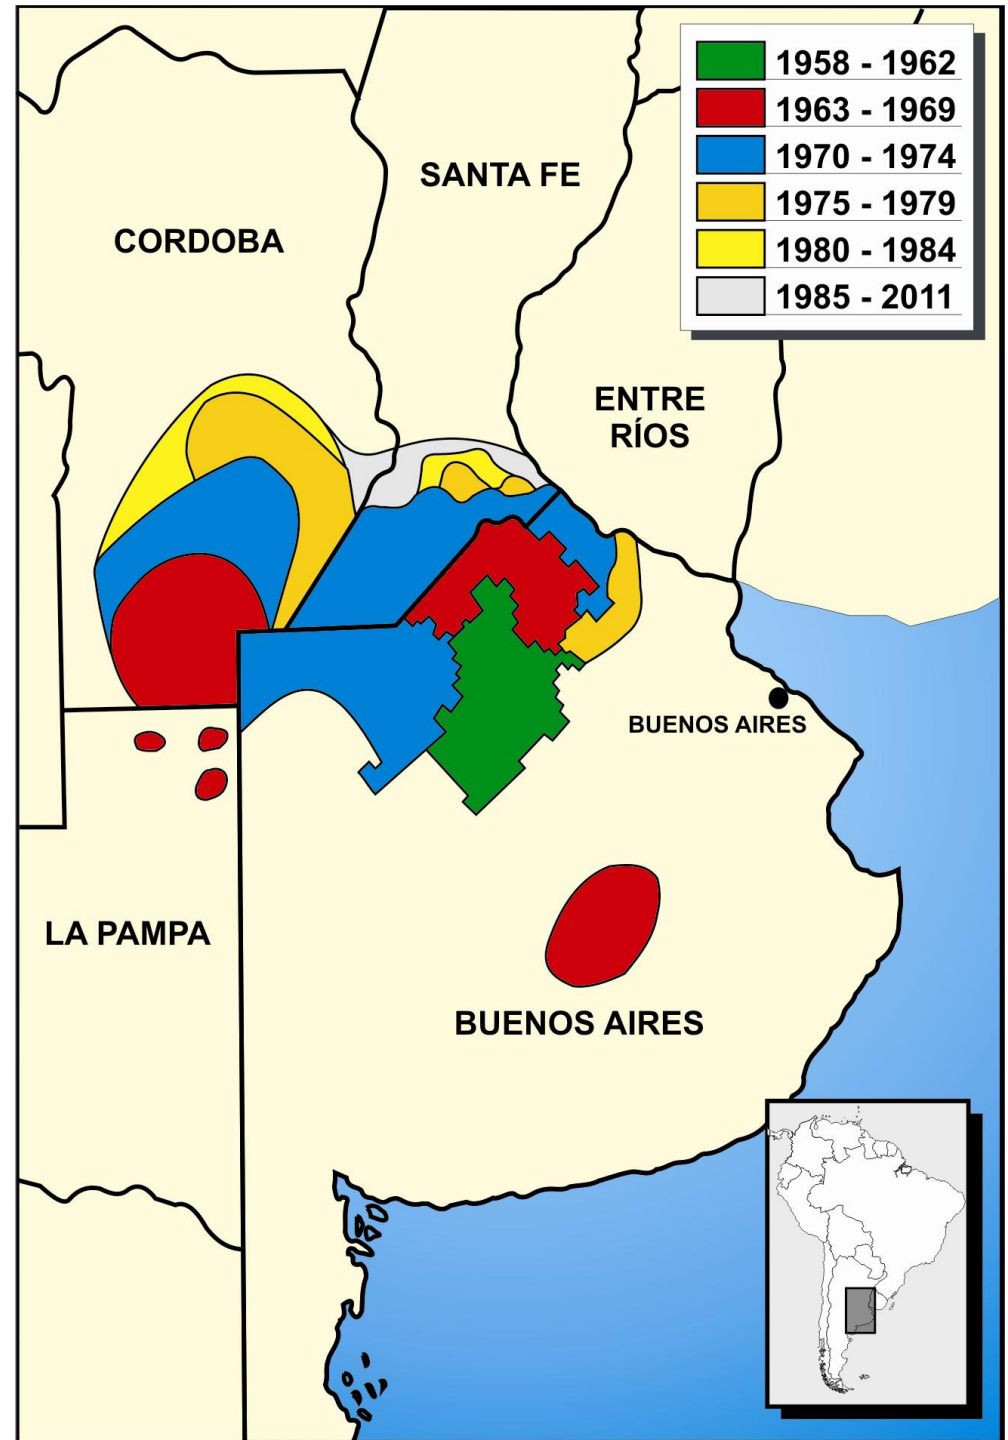 1958 - 1962
1963 - 1969
1970 - 1974
1975 - 1979
1980 - 1984
1985 - 2011
SANTA FE
CORDOBA
ENTRE
RÍOS
BUENOS AIRES
LA PAMPA
BUENOS AIRES